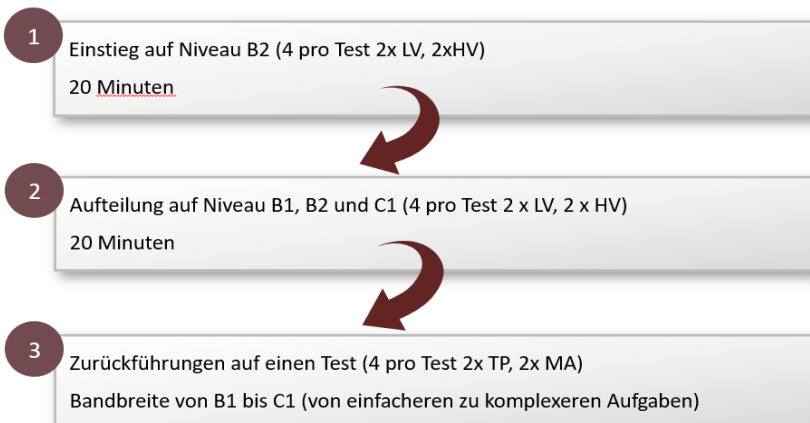 1
Einstieg auf Niveau B2 (4 pro Test 2x LV, 2xHV)
20 Minuten
2
Aufteilung auf Niveau B1, B2 und C1 (4 pro Test 2 x LV, 2 x HV)
20 Minuten
3
Zurückführungen auf einen Test (4 pro Test 2x TP, 2x MA)
Bandbreite von B1 bis C1 (von einfacheren zu komplexeren Aufgaben)